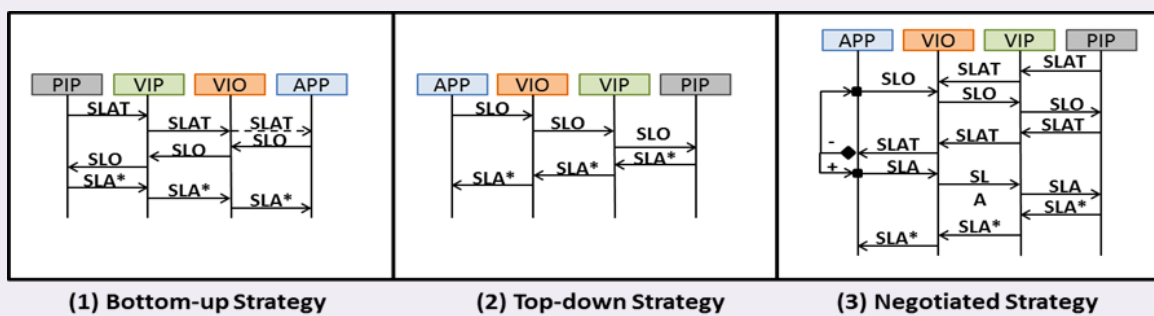 PIP VIP VIO APP
SLAT
SLAT SLAT
SLO
SLO
SLO
SLA*
SLA*
SLA*
(1) Bottom-up Strategy
APP VIO VIP PIP
SLO
SLO
SLO
SLA*
SLA*
SLA*
(2) Top-down Strategy
APP VIO VIP PIP
SLAT
SLAT
SLO
SLO
SLO
SLAT
SLAT
-
SLAT
+ SLA
SL
A
SLA
SLA*
SLA*
SLA*
(3) Negotiated Strategy